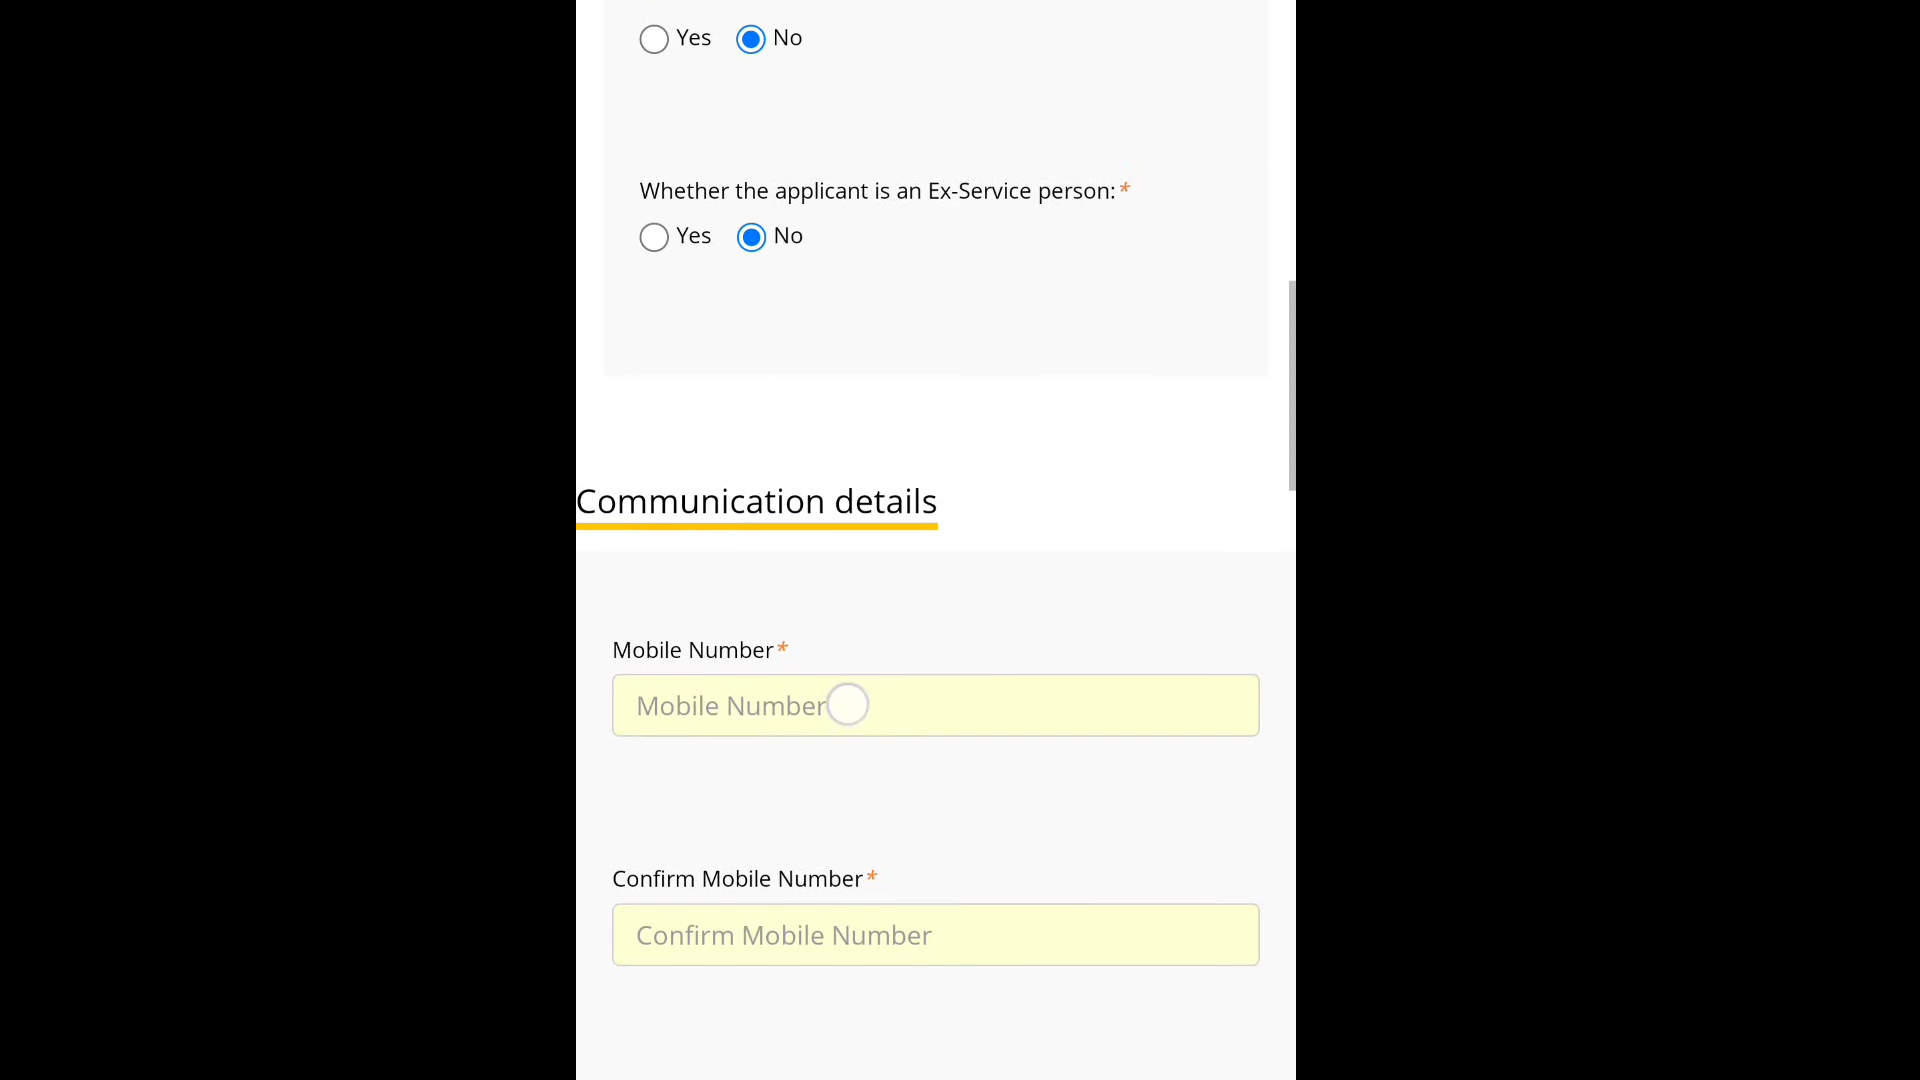 Yes No
Whether the applicant is an Ex-Service person:*
Yes No
Communication details
Mobile Number*
Mobile Number
Confirm Mobile Number*
Confirm Mobile Number